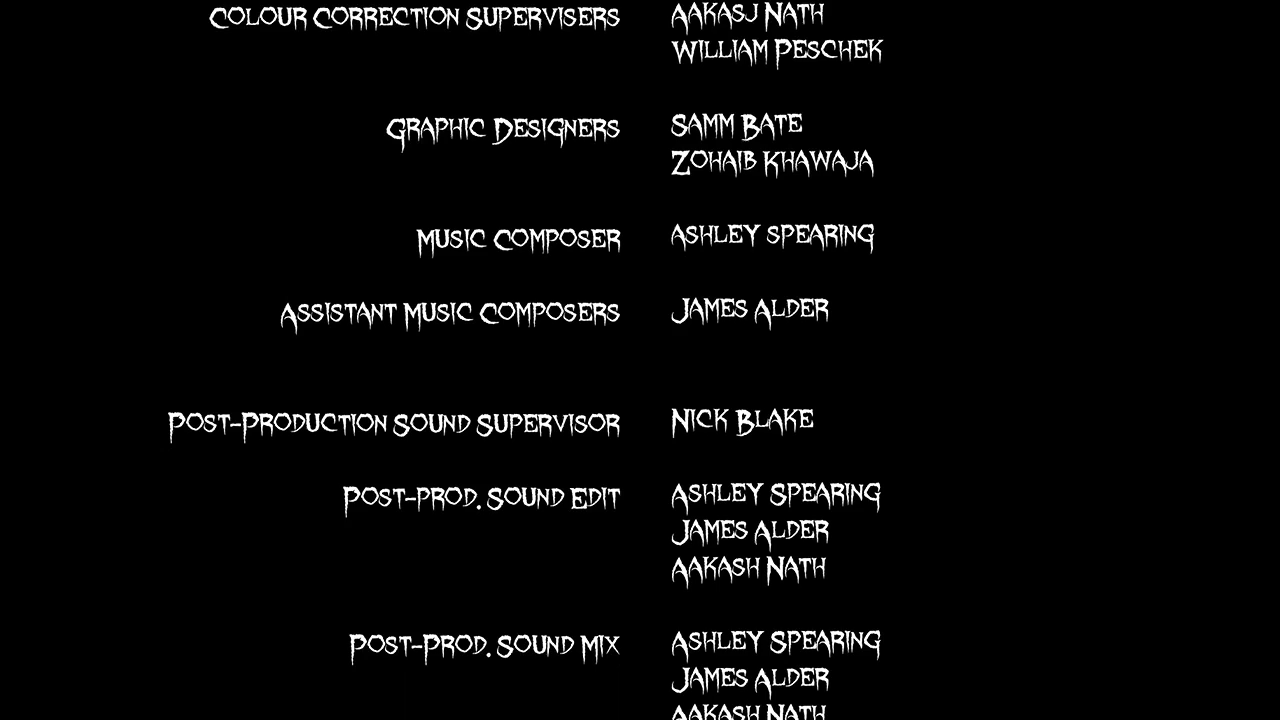 Colour Correction Supervisers Aakasj Nath
William Peschek
Graphic Designers Samm Bate
Zohaib Khawaja
Music Composer Ashley Spearing
Assistant Music Composers James Alder
Post-Production Sound Supervisor Nick Blake
Post-prod. Sound Edit Ashley Spearing
James Alder
Aakash Nath
Post-Prod. Sound Mix Ashley Spearing
James Alder
Aakash Nath